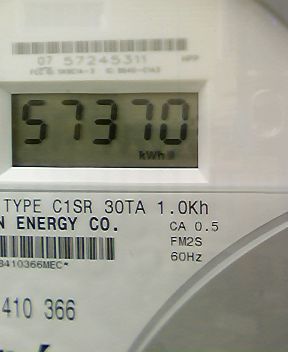 07 57245311
57370
kWh
TYPE C1SR 30TA 1.0Kh
N ENERGY CO.
CA 0.5
FM2S
60Hz
8410366MEC*
410 366